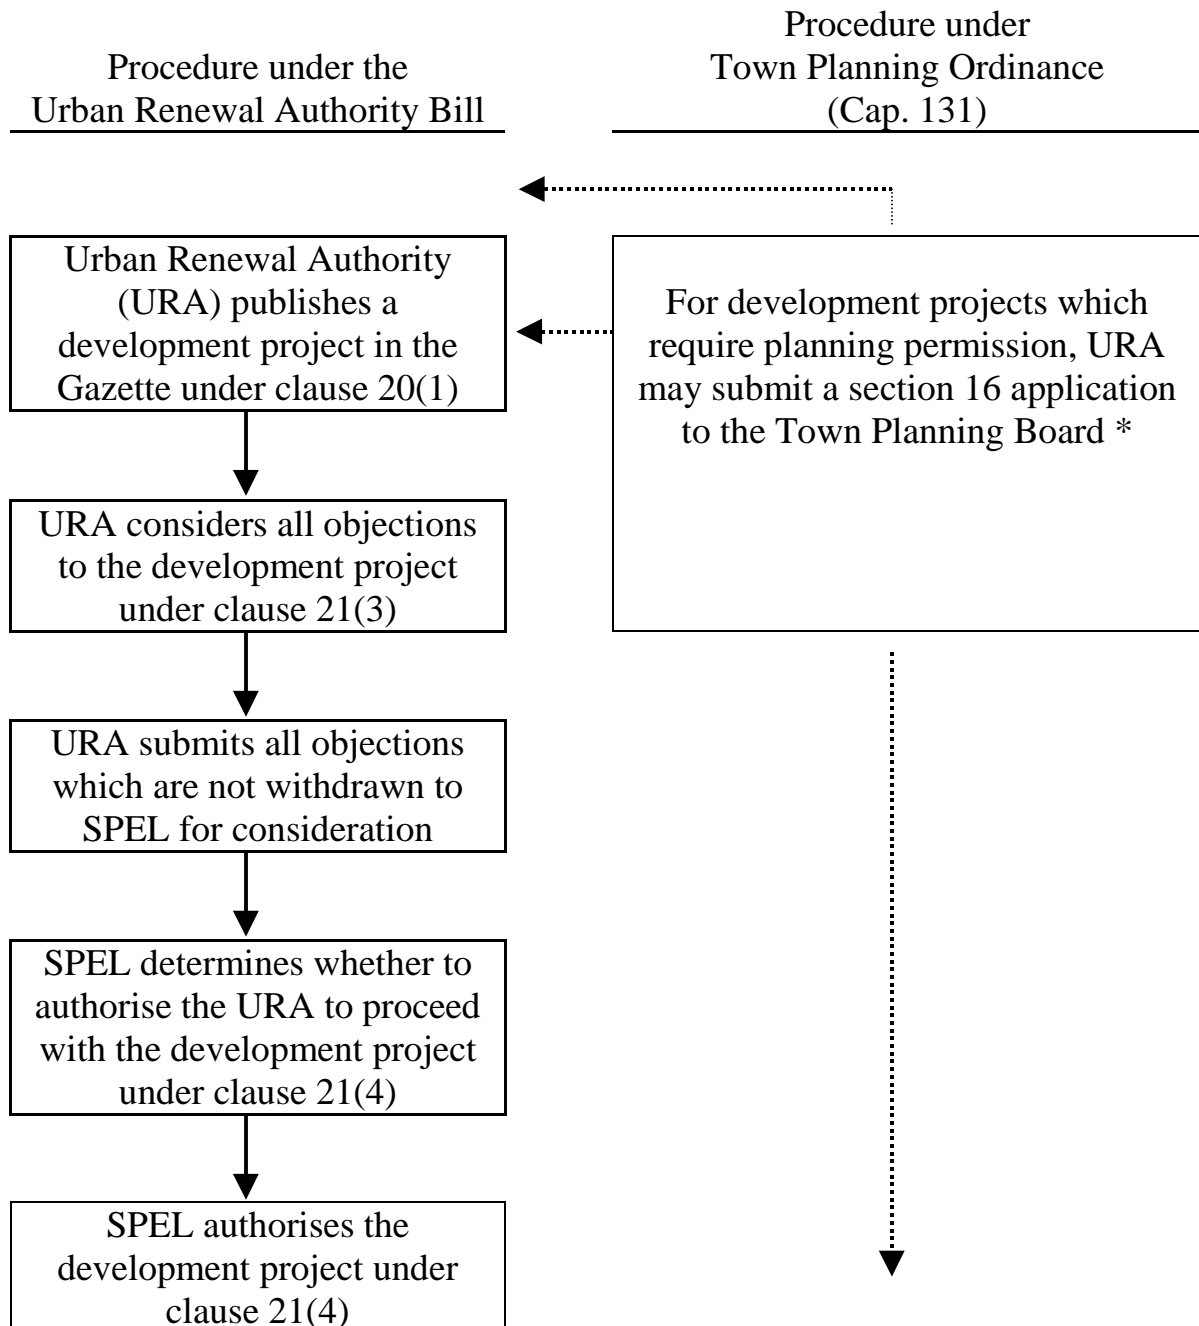 Procedure under the
Urban Renewal Authority Bill
Procedure under
Town Planning Ordinance
(Cap. 131)
Urban Renewal Authority
(URA) publishes a
development project in the
Gazette under clause 20(1)
For development projects which
require planning permission, URA
may submit a section 16 application
to the Town Planning Board *
URA considers all objections
to the development project
under clause 21(3)
URA submits all objections
which are not withdrawn to
SPEL for consideration
SPEL determines whether to
authorise the URA to proceed
with the development project
under clause 21(4)
SPEL authorises the
development project under
clause 21(4)